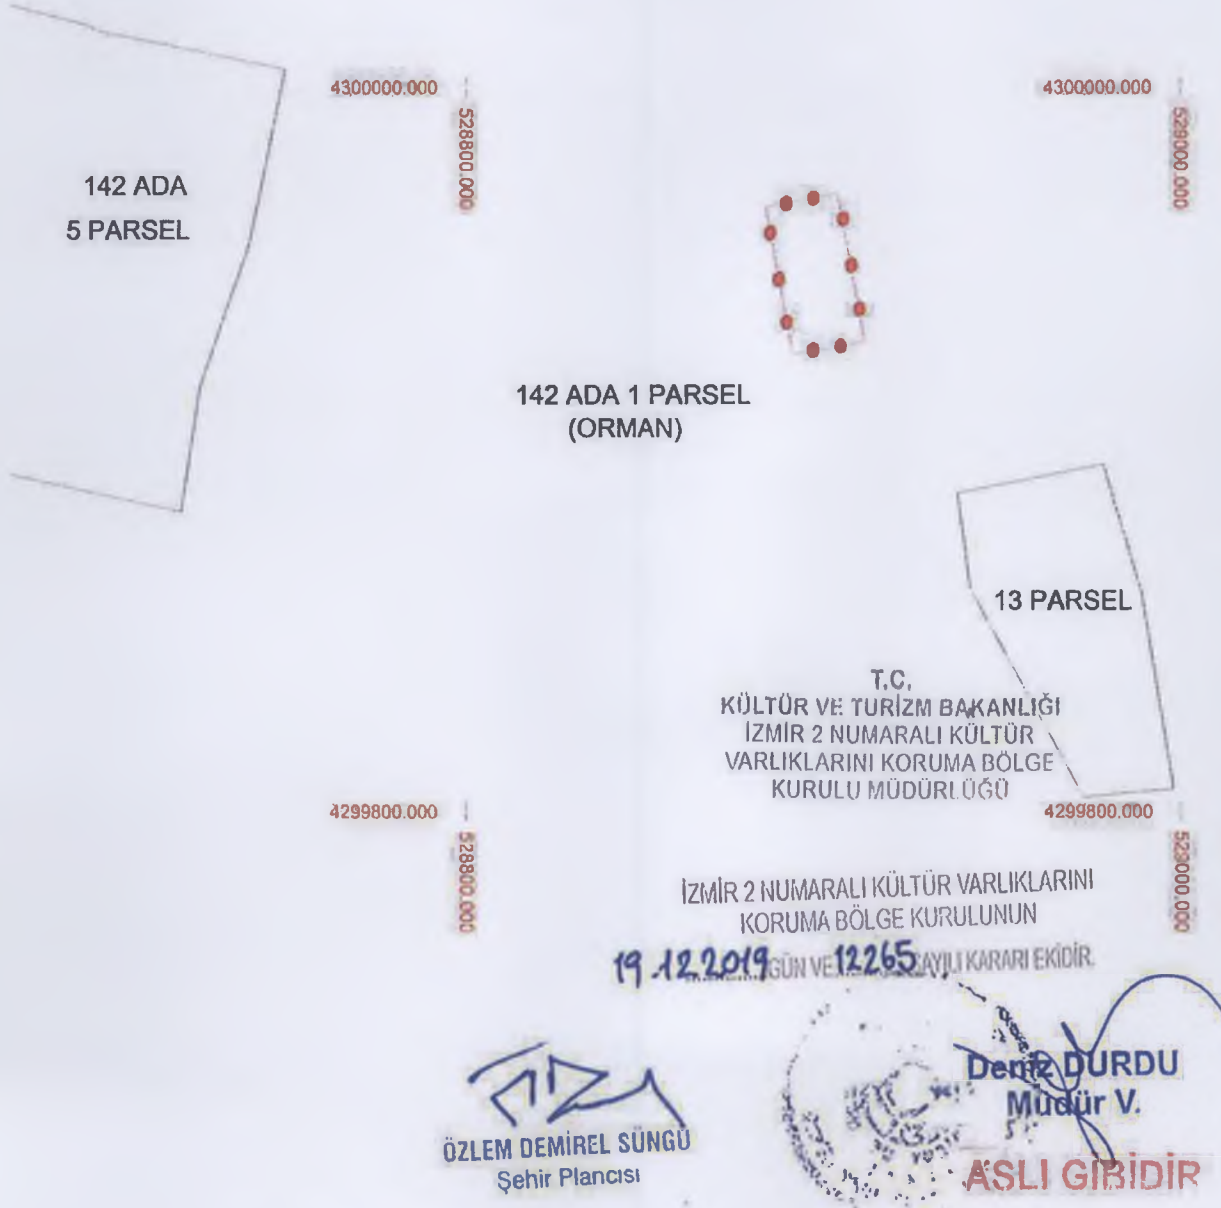 4300000.000
528800.000
4300000.000
529000.000
142 ADA
5 PARSEL
142 ADA 1 PARSEL
(ORMAN)
13 PARSEL
T.C.
KÜLTÜR VE TURİZM BAKANLIĞI
İZMİR 2 NUMARALI KÜLTÜR
VARLIKLARINI KORUMA BÖLGE
KURULU MÜDÜRLÜĞÜ
4299800.000
528800.000
4299800.000
529000.000
İZMİR 2 NUMARALI KÜLTÜR VARLIKLARINI
KORUMA BÖLGE KURULUNUN
19.12.2019 GÜN VE 12265 SAYILI KARARI EKİDİR.
Deniz DURDU
Müdür V.
ÖZLEM DEMİREL SÜNGÜ
Şehir Plancısı
ASLI GİBİDİR